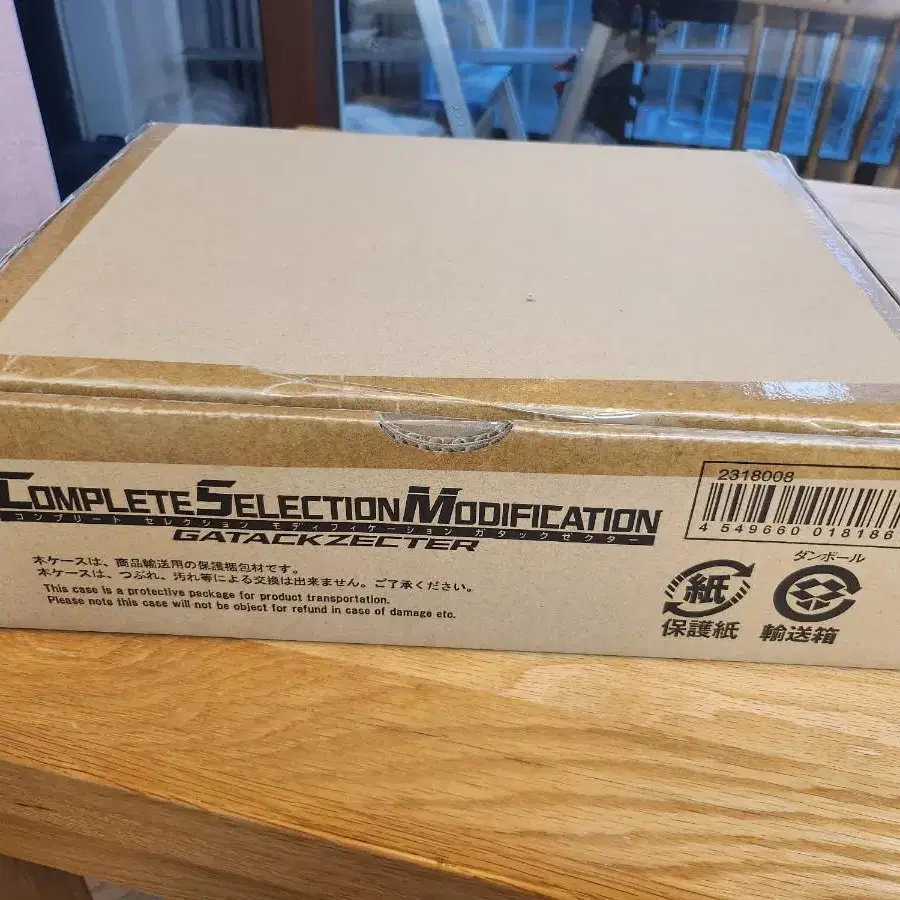 COMPLETE SELECTION MODIFICATION
コンプリート セレクション モディフィケーション ガタックゼクター
GATACKZECTER
本ケースは、商品輸送用の保護梱包材です。
本ケースは、つぶれ、汚れ等による交換は出来ません。ご了承ください。
This case is a protective package for product transportation.
Please note this case will not be object for refund in case of damage etc.
2318008
4 549660 018186
紙
保護紙
ダンボール
輸送箱